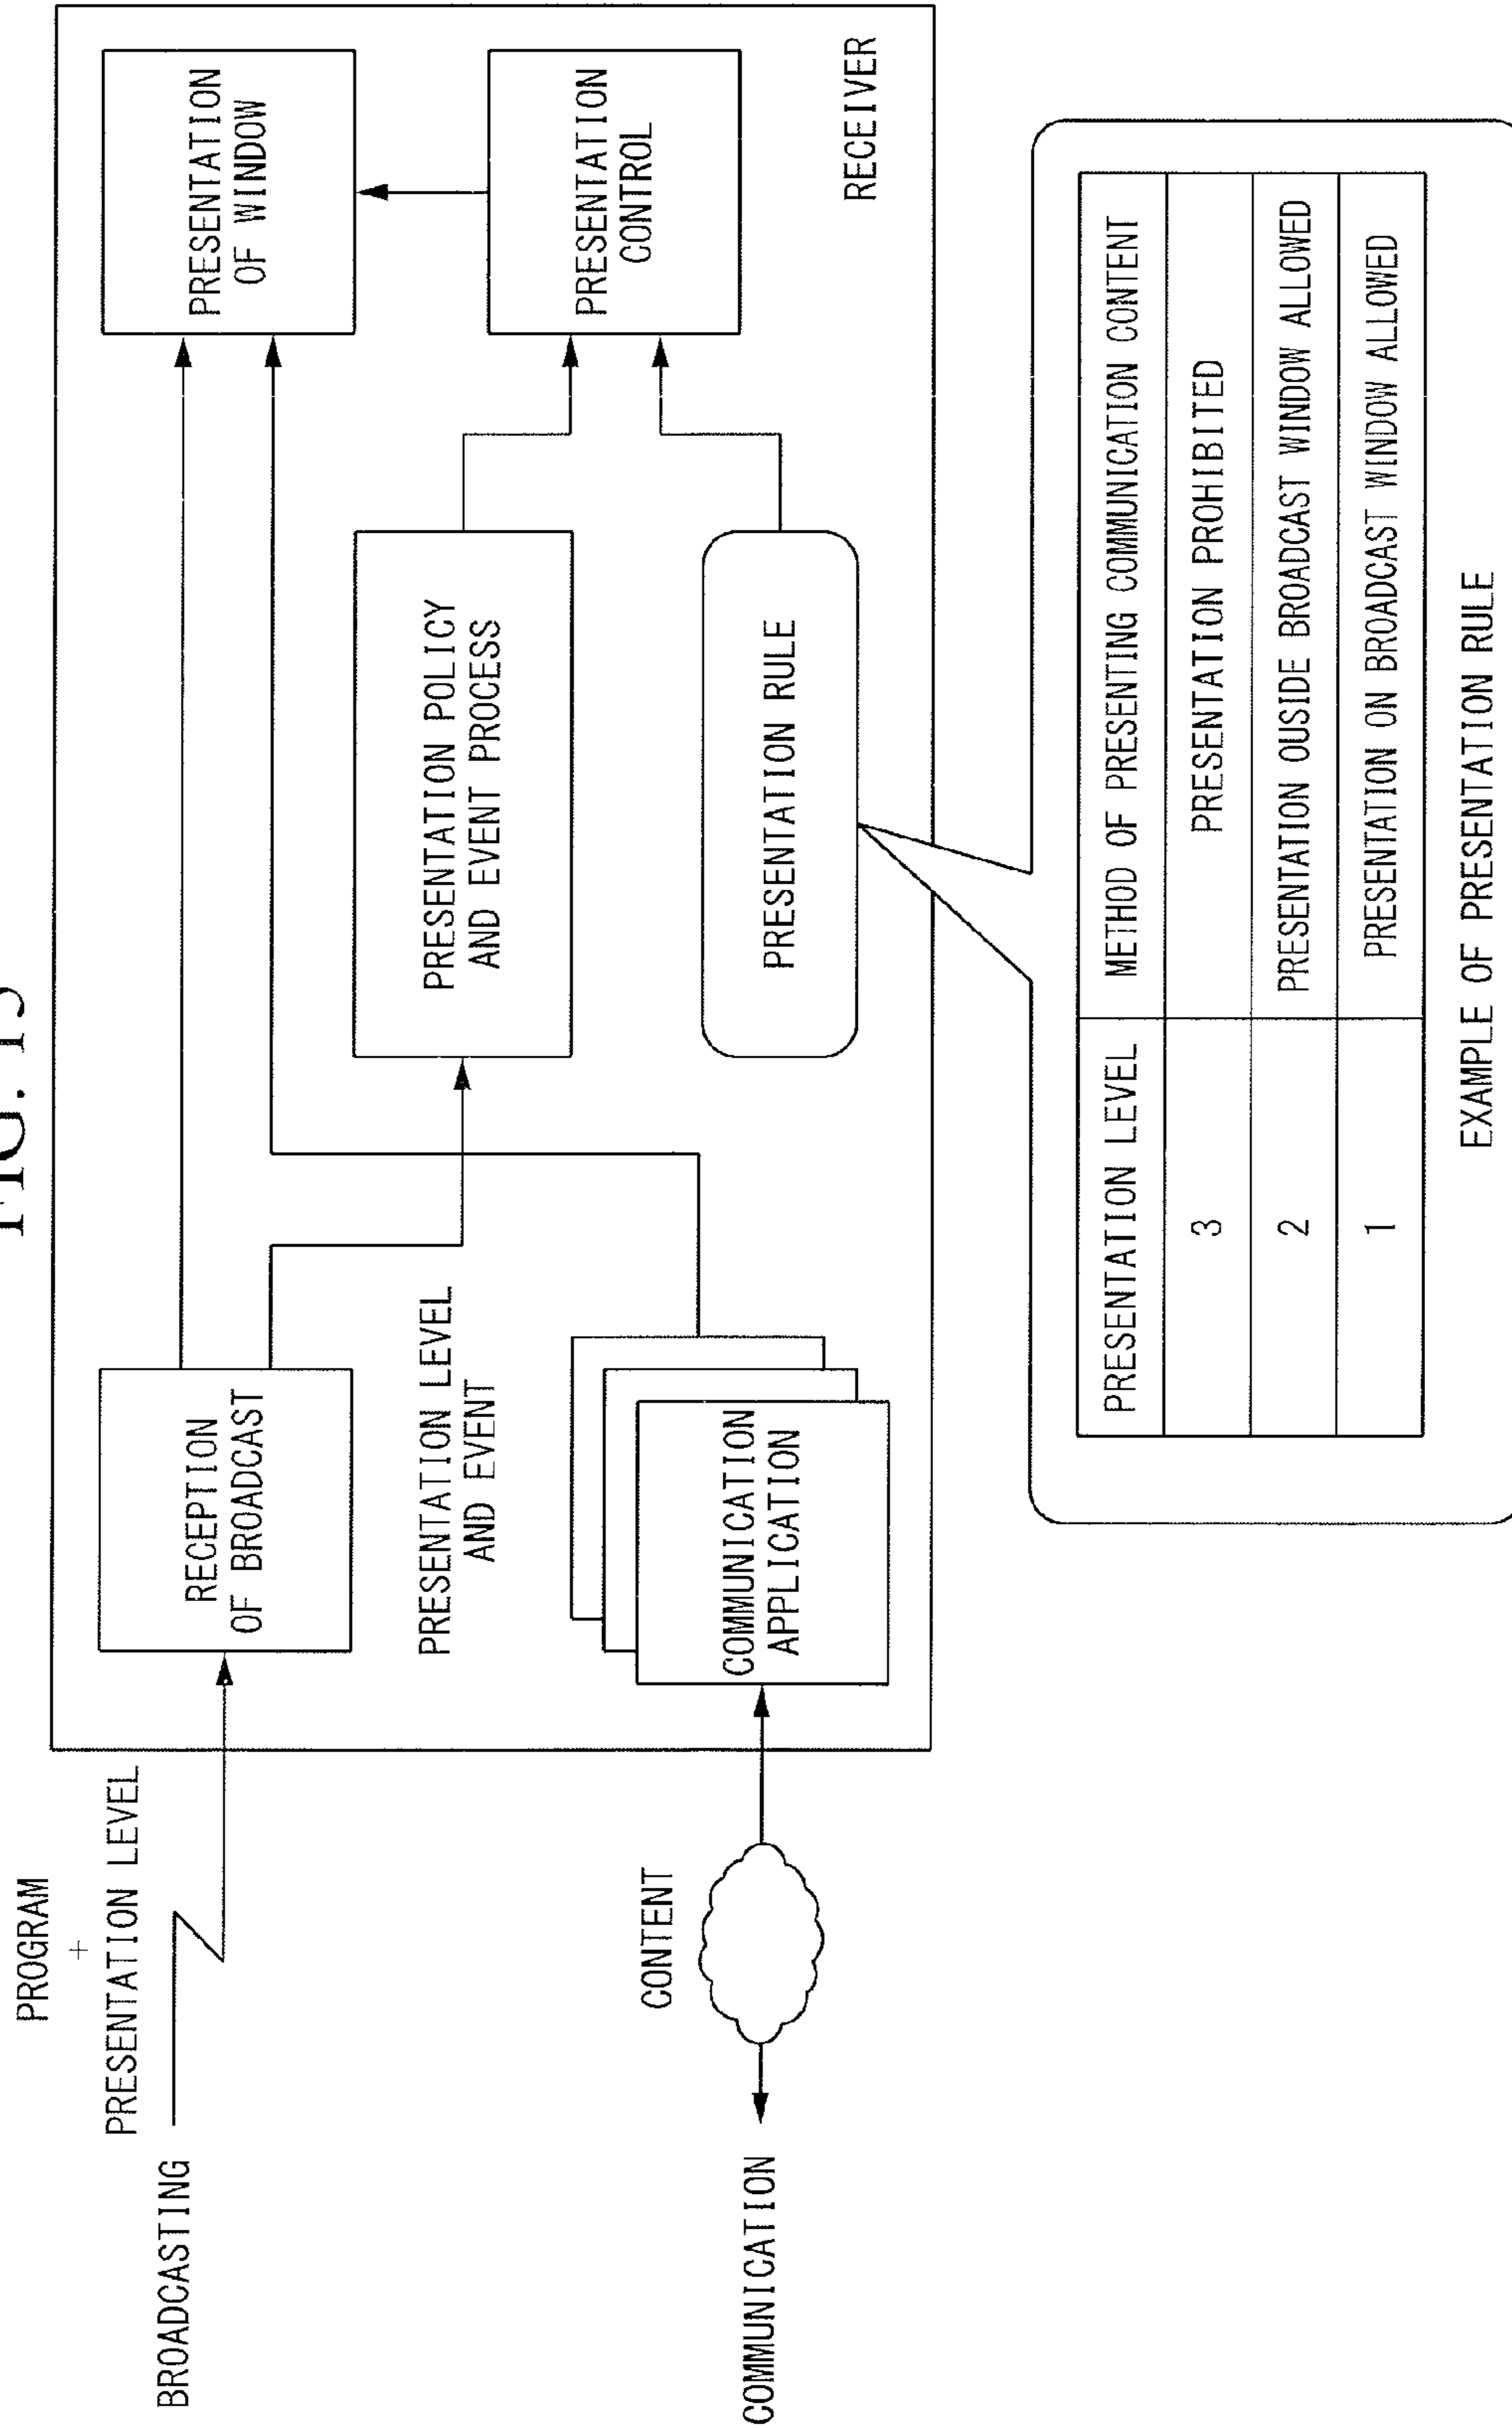 FIG.
PROGRAM
+
PRESENTATION LEVEL
BROADCASTING
RECEPTION
OF BROADCAST
PRESENTATION LEVEL
AND EVENT
PRESENTATION POLICY
AND EVENT PROCESS
PRESENTATION
OF WINDOW
PRESENTATION
CONTROL
CONTENT
COMMUNICATION
COMMUNICATION
APPLICATION
PRESENTATION RULE
RECEIVER
PRESENTATION LEVEL METHOD OF PRESENTING COMMUNICATION CONTENT
3 PRESENTATION PROHIBITED
2 PRESENTATION OUSIDE BROADCAST WINDOW ALLOWED
1 PRESENTATION ON BROADCAST WINDOW ALLOWED
EXAMPLE OF PRESENTATION RULE